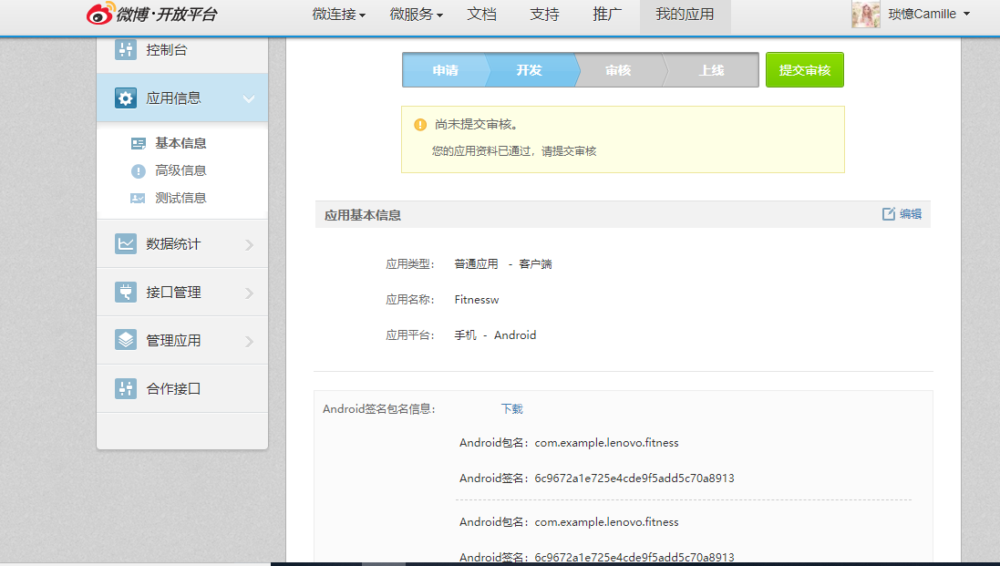 微博·开放平台
微连接
微服务
文档
支持
推广
我的应用
琐憶Camille
控制台
应用信息
基本信息
高级信息
测试信息
数据统计
接口管理
管理应用
合作接口
申请
开发
审核
上线
提交审核
尚未提交审核。
您的应用资料已通过，请提交审核
应用基本信息
编辑
应用类型： 普通应用 - 客户端
应用名称： Fitnessw
应用平台： 手机 - Android
Android签名包名信息： 下载
Android包名：com.example.lenovo.fitness
Android签名：6c9672a1e725e4cde9f5add5c70a8913
Android包名：com.example.lenovo.fitness
Android签名：6c9672a1e725e4cde9f5add5c70a8913